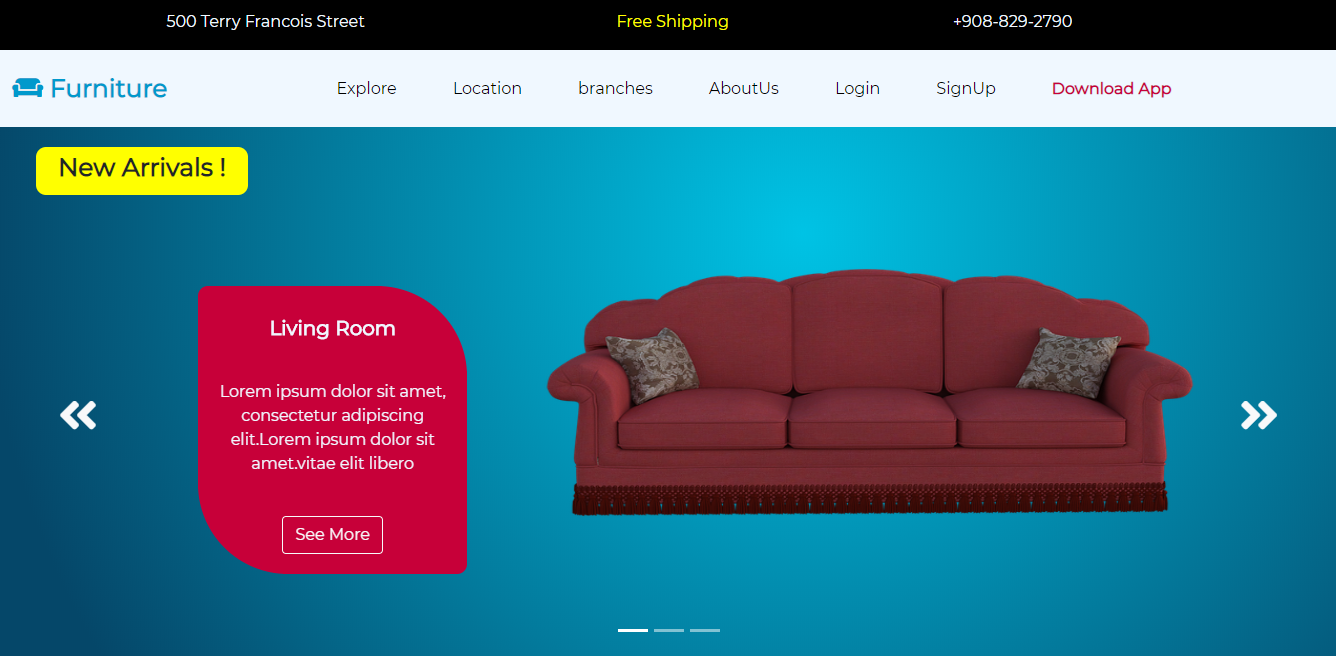 500 Terry Francois Street Free Shipping +908-829-2790
Furniture Explore Location branches AboutUs Login SignUp Download App
New Arrivals !
Living Room
Lorem ipsum dolor sit amet,
consectetur adipiscing
elit.Lorem ipsum dolor sit
amet.vitae elit libero
See More